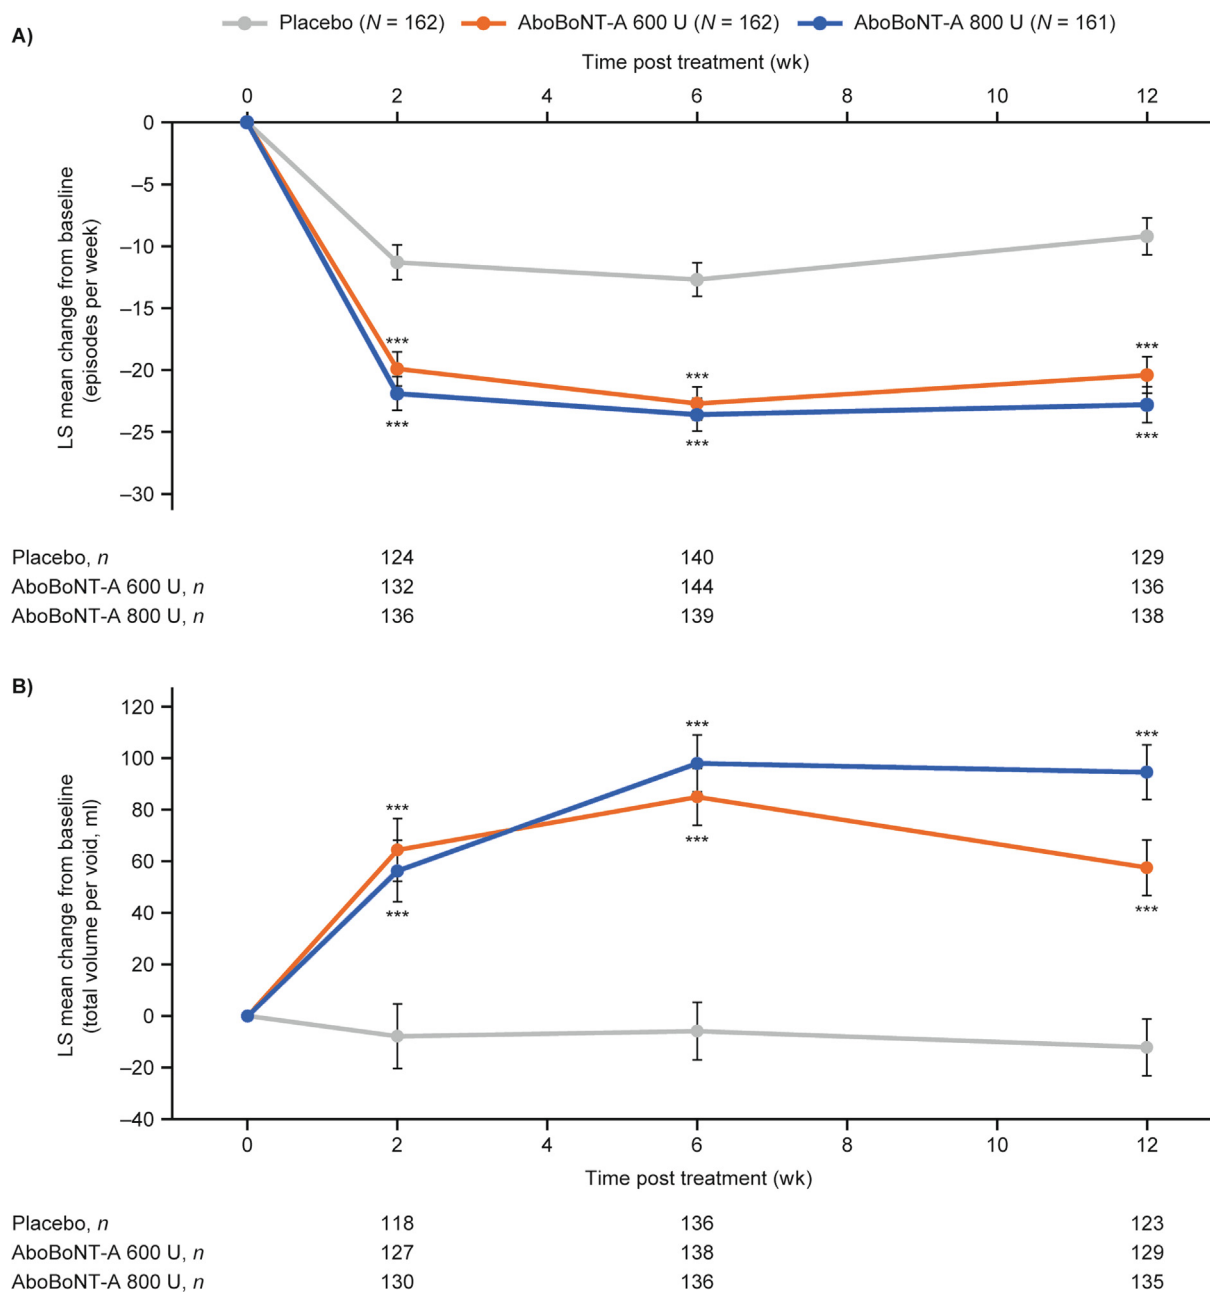 Placebo (N = 162) AboBoNT-A 600 U (N = 162) AboBoNT-A 800 U (N = 161)
A)
Time post treatment (wk)
0 2 4 6 8 10 12
0
–5
–10
–15
–20
–25
–30
LS mean change from baseline
(episodes per week)
*** *** ***
*** *** ***
Placebo, n 124 140 129
AboBoNT-A 600 U, n 132 144 136
AboBoNT-A 800 U, n 136 139 138
B)
120
100
80
60
40
20
0
–20
–40
LS mean change from baseline
(total volume per void, ml)
*** *** ***
*** *** ***
0 2 4 6 8 10 12
Time post treatment (wk)
Placebo, n 118 136 123
AboBoNT-A 600 U, n 127 138 129
AboBoNT-A 800 U, n 130 136 135